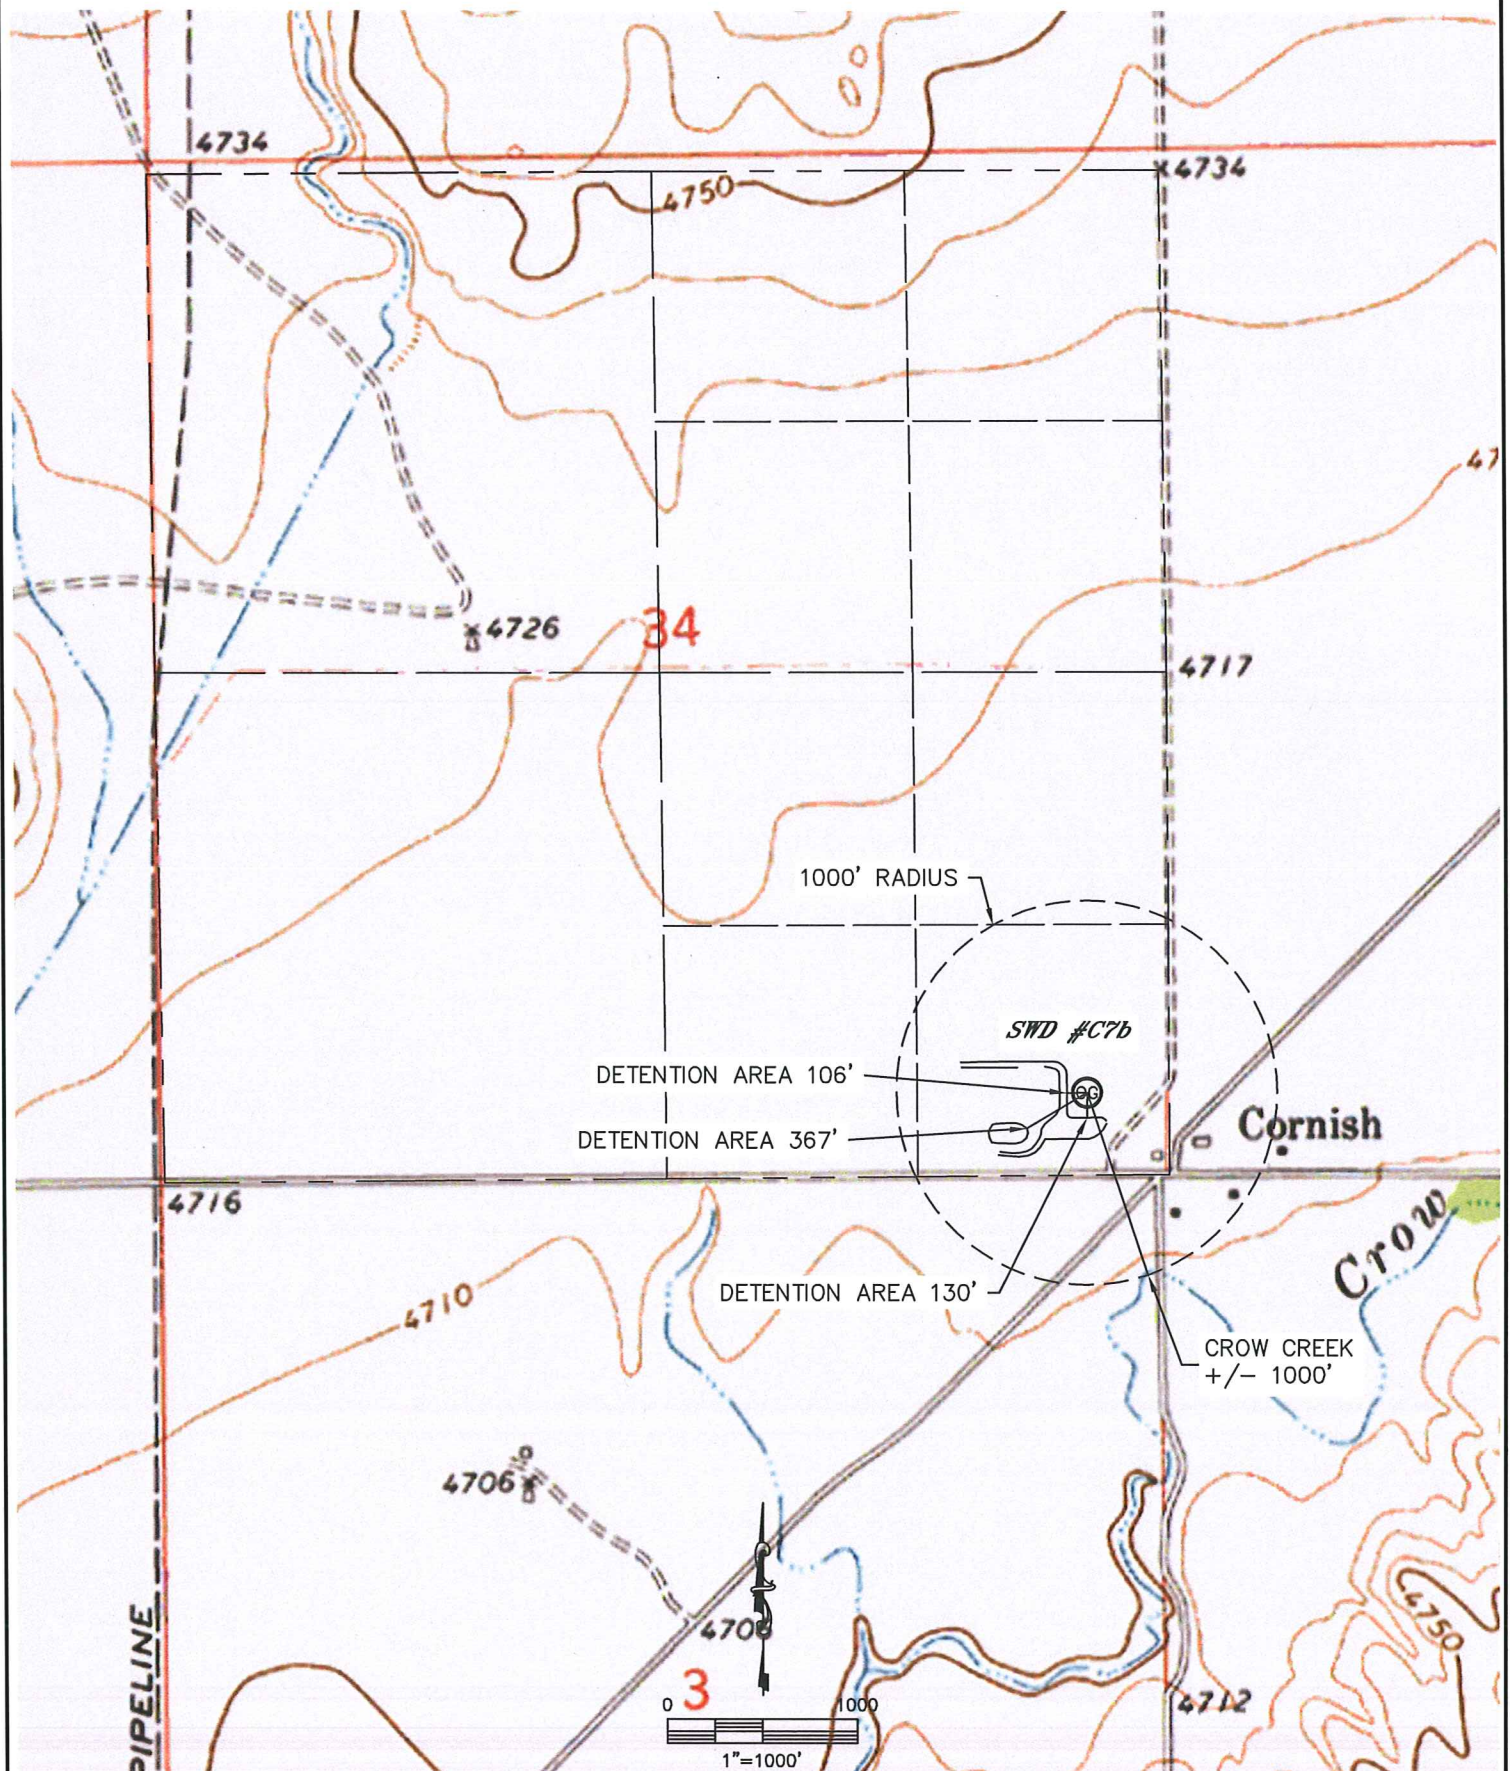 4734
4734
4750
47
34
4726
4717
1000' RADIUS
SWD #C7b
DETENTION AREA 106'
DETENTION AREA 367'
Cornish
4716
Crow
DETENTION AREA 130'
4710
CROW CREEK
+/- 1000'
4706
4750
PIPELINE
3
4712
0 1000
1"=1000'